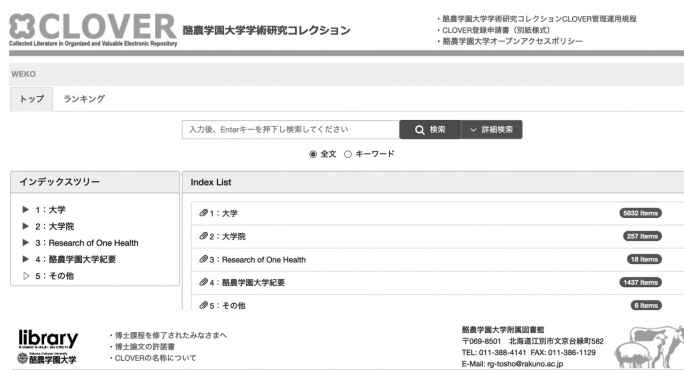 CLOVER
Collected Literature in Organized and Valuable Electronic Repository
酪農学園大学学術研究コレクション
・酪農学園大学学術研究コレクションCLOVER管理運用規程
・CLOVER登録申請書（別紙様式）
・酪農学園大学オープンアクセスポリシー
WEKO
トップ ランキング
入力後、Enterキーを押下し検索してください 検索 詳細検索
全文 キーワード
インデックスツリー
1：大学
2：大学院
3：Research of One Health
4：酪農学園大学紀要
5：その他
Index List
1：大学 5832 items
2：大学院 257 items
3：Research of One Health 18 items
4：酪農学園大学紀要 1437 items
5：その他 6 items
library
酪農学園大学
・博士課程を修了されたみなさまへ
・博士論文の許諾書
・CLOVERの名称について
酪農学園大学附属図書館
〒069-8501 北海道江別市文京台緑町582
TEL: 011-388-4141 FAX: 011-386-1129
E-Mail: rg-tosho@rakuno.ac.jp